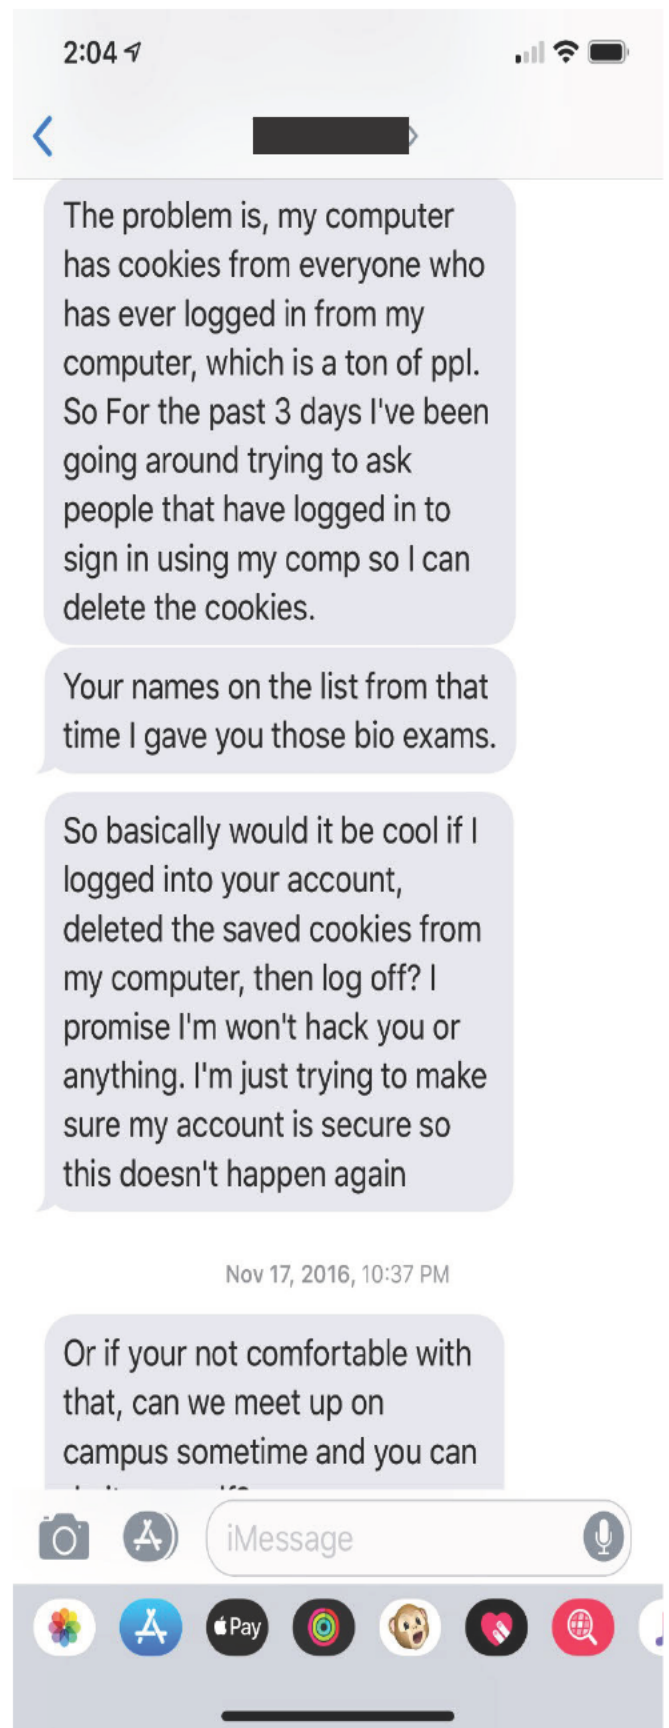 2:04
The problem is, my computer
has cookies from everyone who
has ever logged in from my
computer, which is a ton of ppl.
So For the past 3 days I've been
going around trying to ask
people that have logged in to
sign in using my comp so I can
delete the cookies.
Your names on the list from that
time I gave you those bio exams.
So basically would it be cool if I
logged into your account,
deleted the saved cookies from
my computer, then log off? I
promise I'm won't hack you or
anything. I'm just trying to make
sure my account is secure so
this doesn't happen again
Nov 17, 2016, 10:37 PM
Or if your not comfortable with
that, can we meet up on
campus sometime and you can
iMessage
Pay